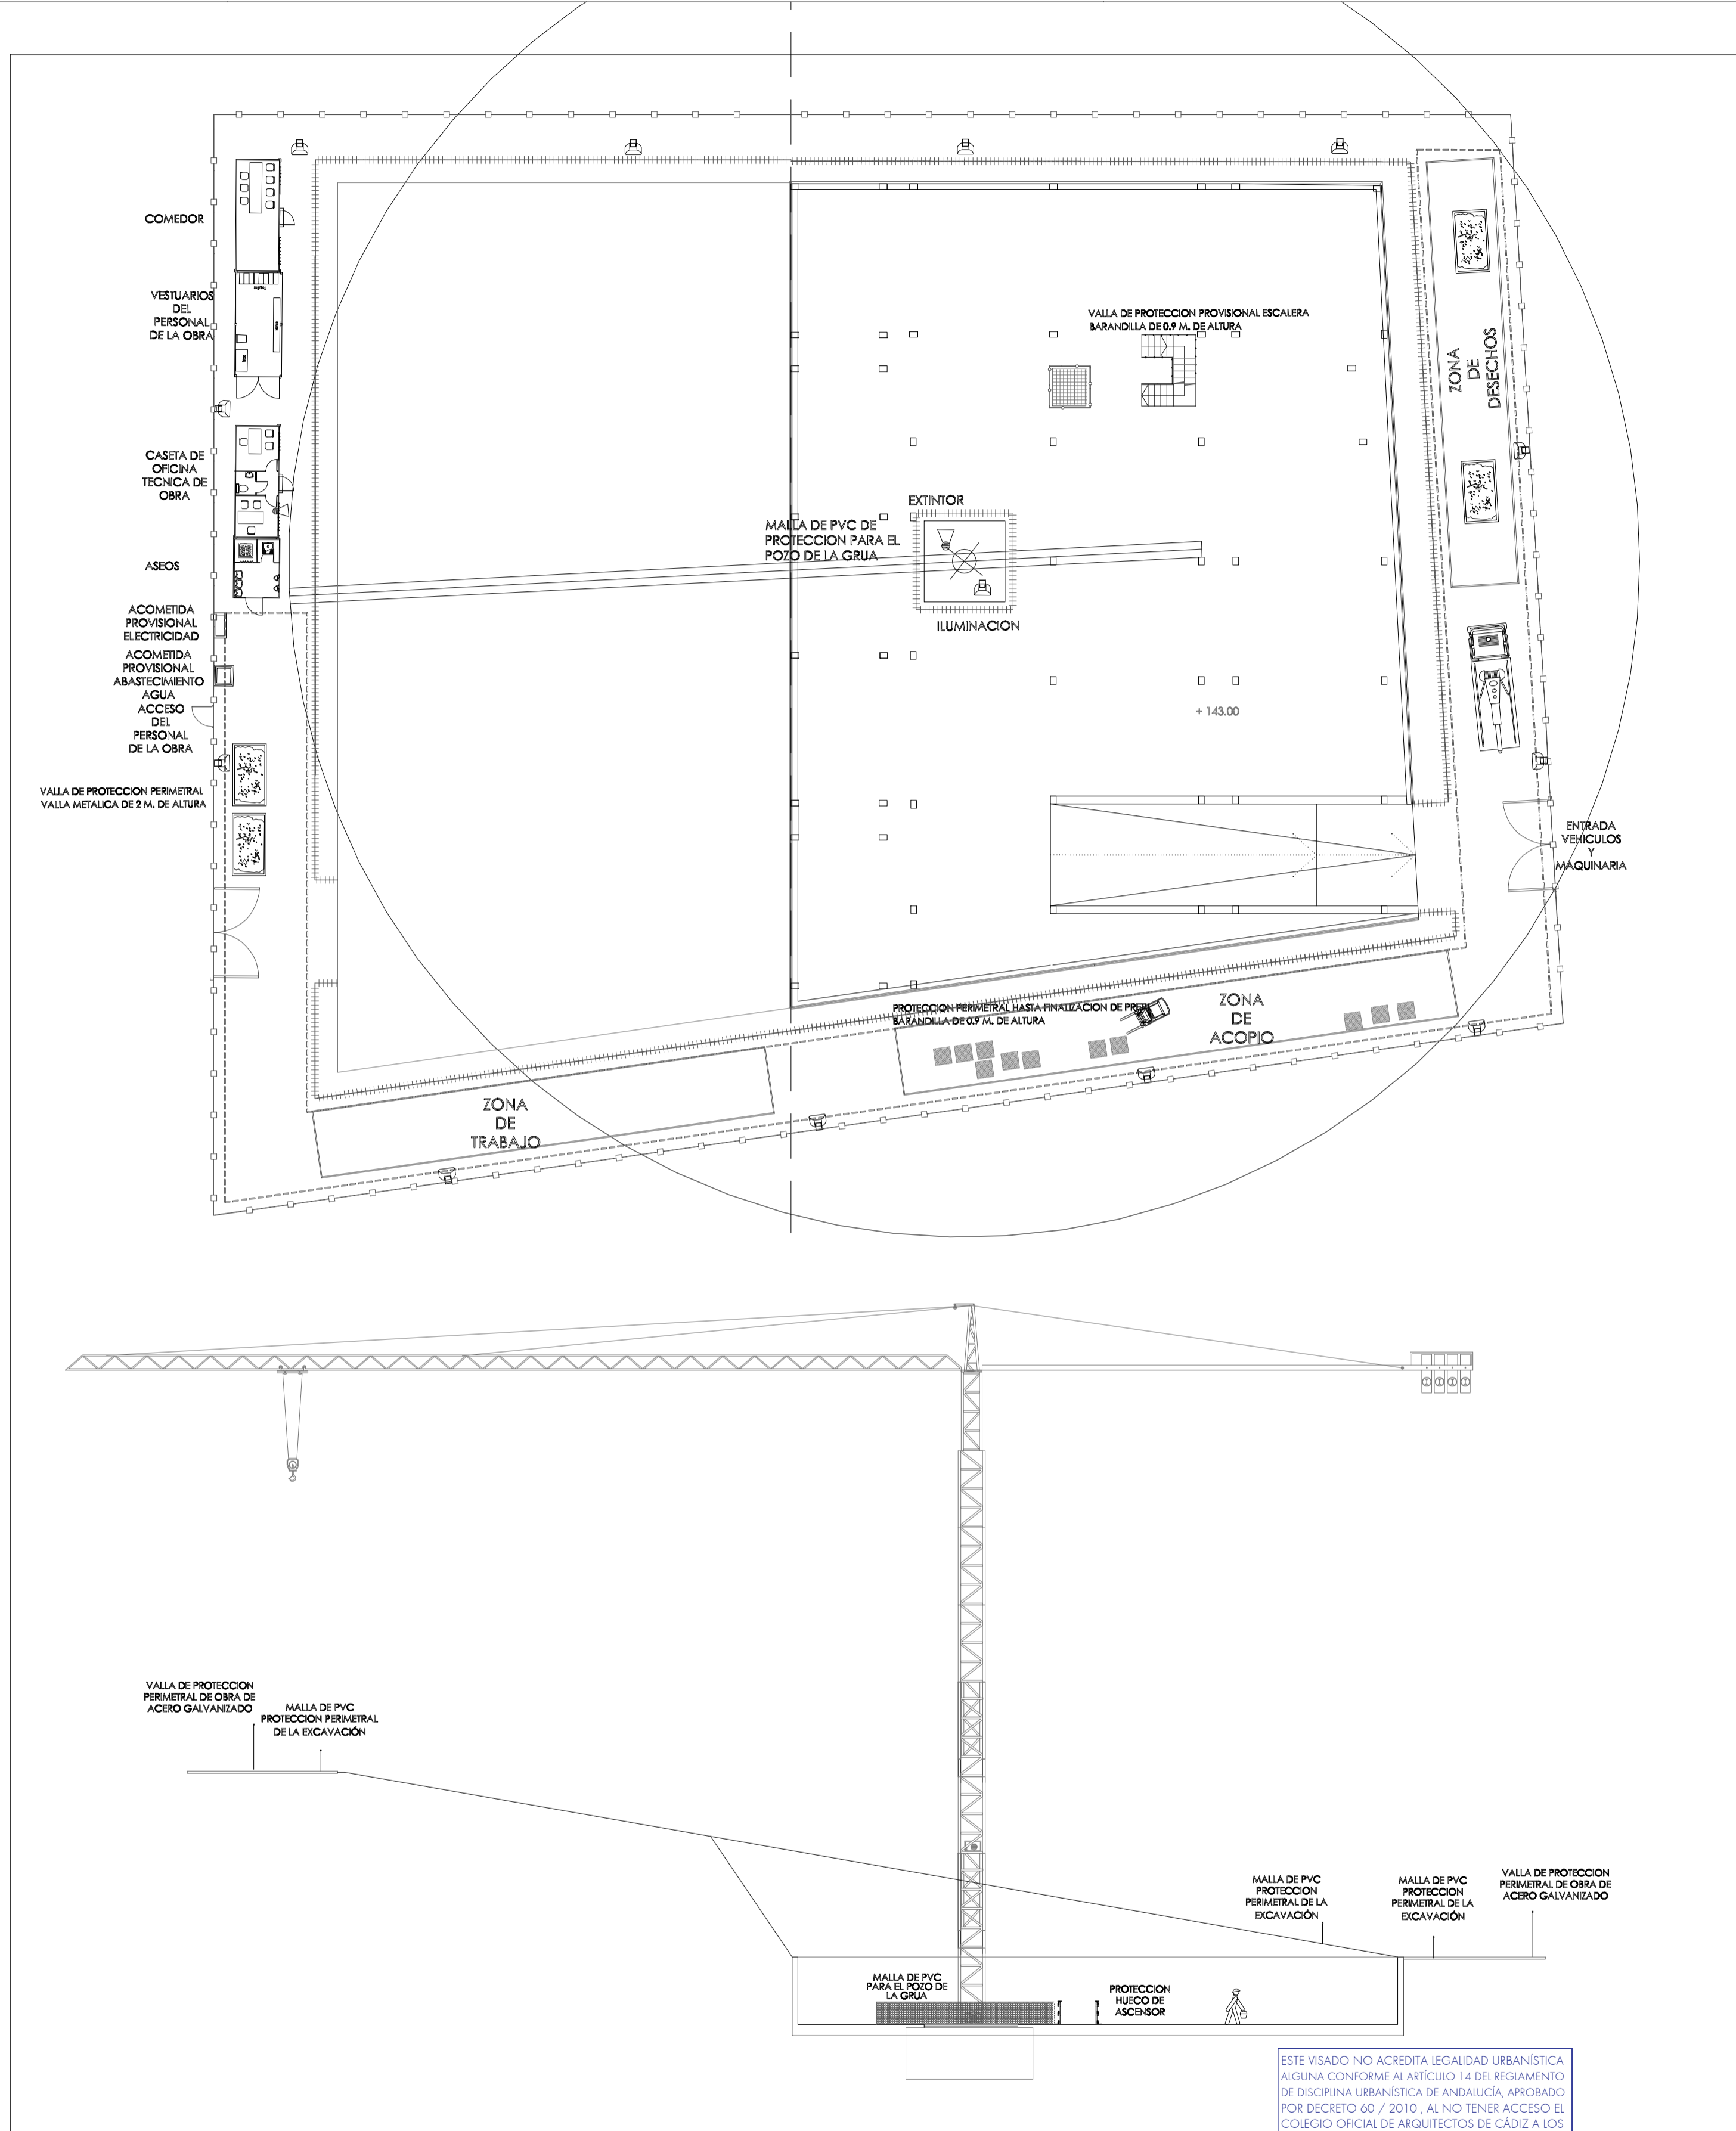 COMEDOR
VESTUARIOS
DEL
PERSONAL
DE LA OBRA
CASETA DE
OFICINA
TECNICA DE
OBRA
ASEOS
ACOMETIDA
PROVISIONAL
ELECTRICIDAD
ACOMETIDA
PROVISIONAL
ABASTECIMIENTO
AGUA
ACCESO
DEL
PERSONAL
DE LA OBRA
VALLA DE PROTECCION PERIMETRAL
VALLA METALICA DE 2 M. DE ALTURA
VALLA DE PROTECCION PROVISIONAL ESCALERA
BARANDILLA DE 0.9 M. DE ALTURA
ZONA
DE
DESECHOS
EXTINTOR
MALLA DE PVC DE
PROTECCION PARA EL
POZO DE LA GRUA
ILUMINACION
+ 143.00
ENTRADA
VEHICULOS
Y
MAQUINARIA
PROTECCION PERIMETRAL HASTA FINALIZACION DE PRETIL
BARANDILLA DE 0.9 M. DE ALTURA
ZONA
DE
ACOPIO
ZONA
DE
TRABAJO
VALLA DE PROTECCION
PERIMETRAL DE OBRA DE
ACERO GALVANIZADO
MALLA DE PVC
PROTECCION PERIMETRAL
DE LA EXCAVACIÓN
MALLA DE PVC
PROTECCION
PERIMETRAL DE LA
EXCAVACIÓN
MALLA DE PVC
PROTECCION
PERIMETRAL DE LA
EXCAVACIÓN
VALLA DE PROTECCION
PERIMETRAL DE OBRA DE
ACERO GALVANIZADO
MALLA DE PVC
PARA EL POZO DE
LA GRUA
PROTECCION
HUECO DE
ASCENSOR
ESTE VISADO NO ACREDITA LEGALIDAD URBANÍSTICA
ALGUNA CONFORME AL ARTÍCULO 14 DEL REGLAMENTO
DE DISCIPLINA URBANÍSTICA DE ANDALUCÍA, APROBADO
POR DECRETO 60 / 2010 , AL NO TENER ACCESO EL
COLEGIO OFICIAL DE ARQUITECTOS DE CÁDIZ A LOS